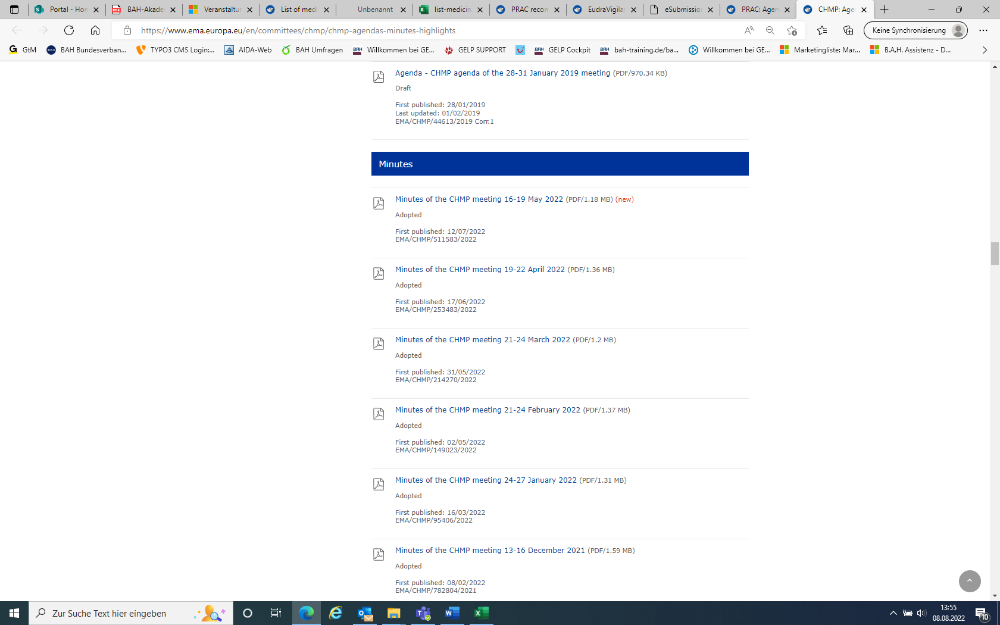 Portal - Hor
BAH-Akade
Veranstaltu
List of medi
Unbenannt
list-medicin
PRAC recon
EudraVigila
eSubmissio
PRAC: Agen
CHMP: Age
https://www.ema.europa.eu/en/committees/chmp/chmp-agendas-minutes-highlights
Keine Synchronisierung
GtM
BAH Bundesverban...
TYPO3 CMS Login:...
AIDA-Web
BAH Umfragen
Willkommen bei GE...
GELP SUPPORT
GELP Cockpit
bah-training.de/ba...
Willkommen bei GE...
Marketingliste: Mar...
B.A.H. Assistenz - D...
Agenda - CHMP agenda of the 28-31 January 2019 meeting (PDF/970.34 KB)
Draft
First published: 28/01/2019
Last updated: 01/02/2019
EMA/CHMP/44613/2019 Corr.1
Minutes
Minutes of the CHMP meeting 16-19 May 2022 (PDF/1.18 MB) (new)
Adopted
First published: 12/07/2022
EMA/CHMP/511583/2022
Minutes of the CHMP meeting 19-22 April 2022 (PDF/1.36 MB)
Adopted
First published: 17/06/2022
EMA/CHMP/253483/2022
Minutes of the CHMP meeting 21-24 March 2022 (PDF/1.2 MB)
Adopted
First published: 31/05/2022
EMA/CHMP/214270/2022
Minutes of the CHMP meeting 21-24 February 2022 (PDF/1.37 MB)
Adopted
First published: 02/05/2022
EMA/CHMP/149023/2022
Minutes of the CHMP meeting 24-27 January 2022 (PDF/1.31 MB)
Adopted
First published: 16/03/2022
EMA/CHMP/95406/2022
Minutes of the CHMP meeting 13-16 December 2021 (PDF/1.59 MB)
Adopted
First published: 08/02/2022
EMA/CHMP/782804/2021
Zur Suche Text hier eingeben
13:55
08.08.2022
10